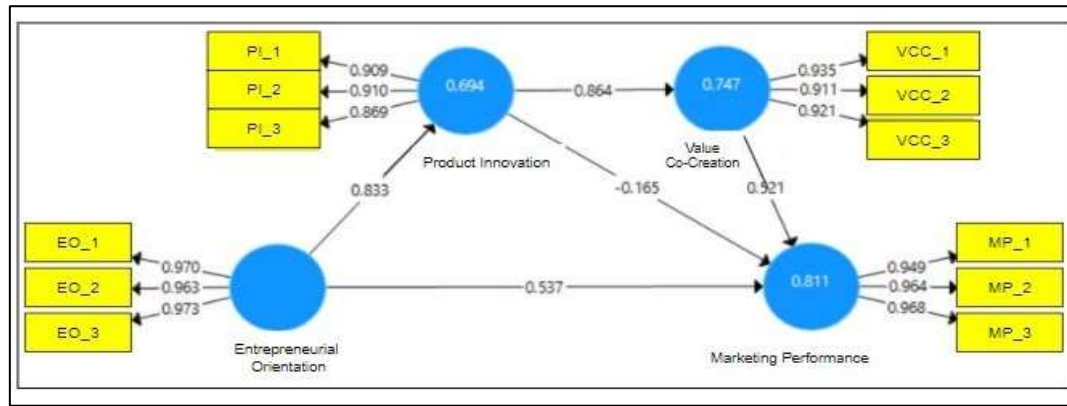 PI_1
PI_2
PI_3
0.909
0.910
0.869
0.694
Product Innovation
0.864
0.747
Value
Co-Creation
0.935
0.911
0.921
VCC_1
VCC_2
VCC_3
0.833
-0.165
0.521
EO_1
EO_2
EO_3
0.970
0.963
0.973
Entrepreneurial
Orientation
0.537
0.811
Marketing Performance
0.949
0.964
0.968
MP_1
MP_2
MP_3